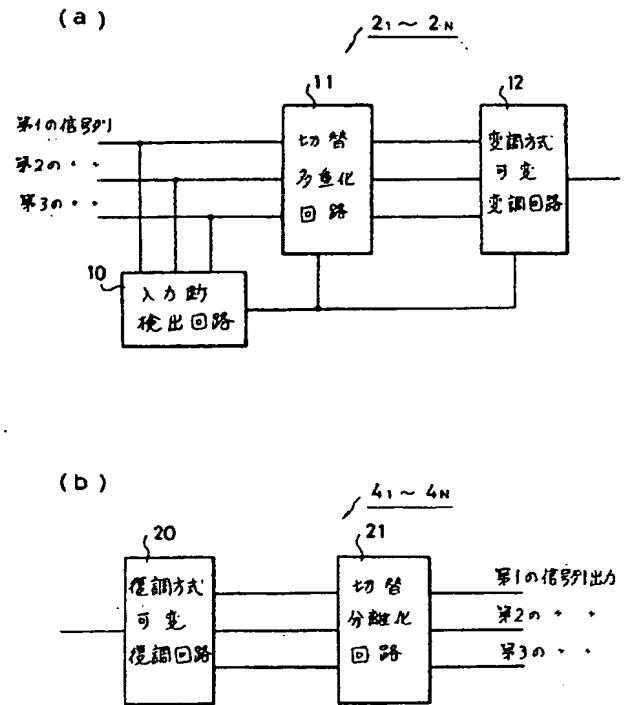 (a)
2₁～2N
11
12
第1の信号列
第2の〃〃
第3の〃〃
切替
多重化
回路
変調方式
可変
変調回路
10
入力断
検出回路
(b)
4₁～4N
20
21
復調方式
可変
復調回路
切替
分離化
回路
第1の信号列出力
第2の〃〃
第3の〃〃